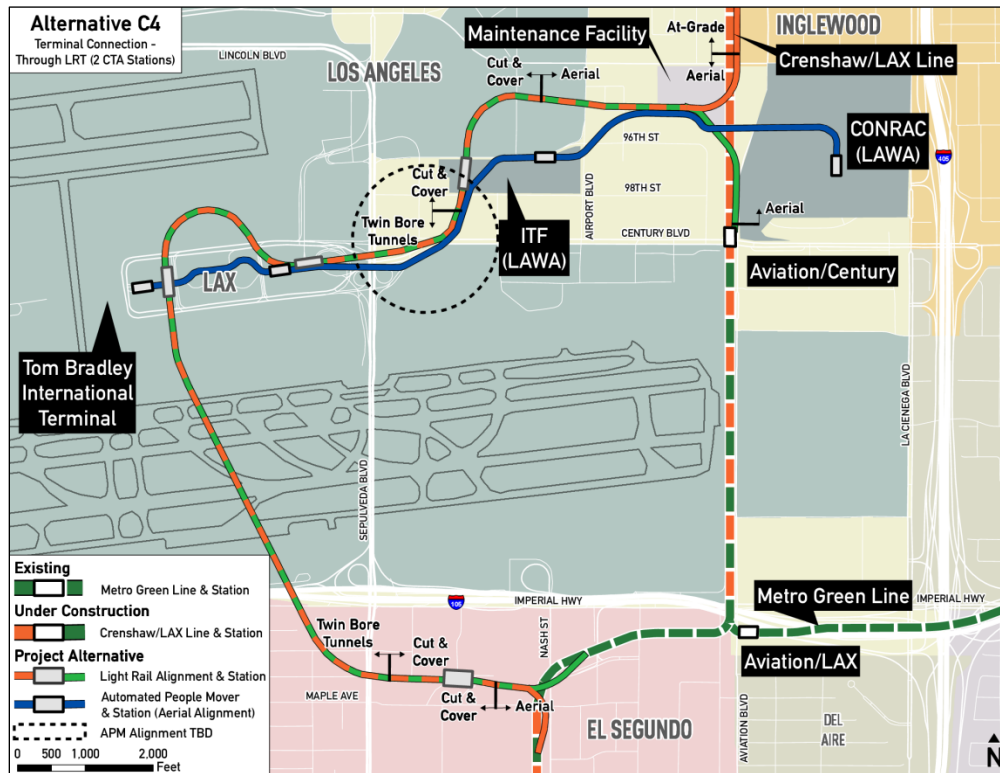 Alternative C4
Terminal Connection -
Through LRT (2 CTA Stations)
LINCOLN BLVD
LOS ANGELES
Maintenance Facility
At-Grade
Aerial
INGLEWOOD
Crenshaw/LAX Line
Cut &
Cover
Aerial
405
96TH ST
CONRAC
(LAWA)
Cut &
Cover
98TH ST
AIRPORT BLVD
Twin Bore
Tunnels
ITF
(LAWA)
Aerial
CENTURY BLVD
LAX
Aviation/Century
Tom Bradley
International
Terminal
LA CIENEGA BLVD
SEPULVEDA BLVD
Existing
Metro Green Line & Station
Under Construction
Crenshaw/LAX Line & Station
Project Alternative
Light Rail Alignment & Station
Automated People Mover
& Station (Aerial Alignment)
APM Alignment TBD
0 500 1,000 2,000
Feet
105
IMPERIAL HWY
Metro Green Line
IMPERIAL HWY
Twin Bore
Tunnels
Cut &
Cover
NASH ST
Aviation/LAX
MAPLE AVE
Cut &
Cover
Aerial
EL SEGUNDO
AVIATION BLVD
DEL
AIRE
N